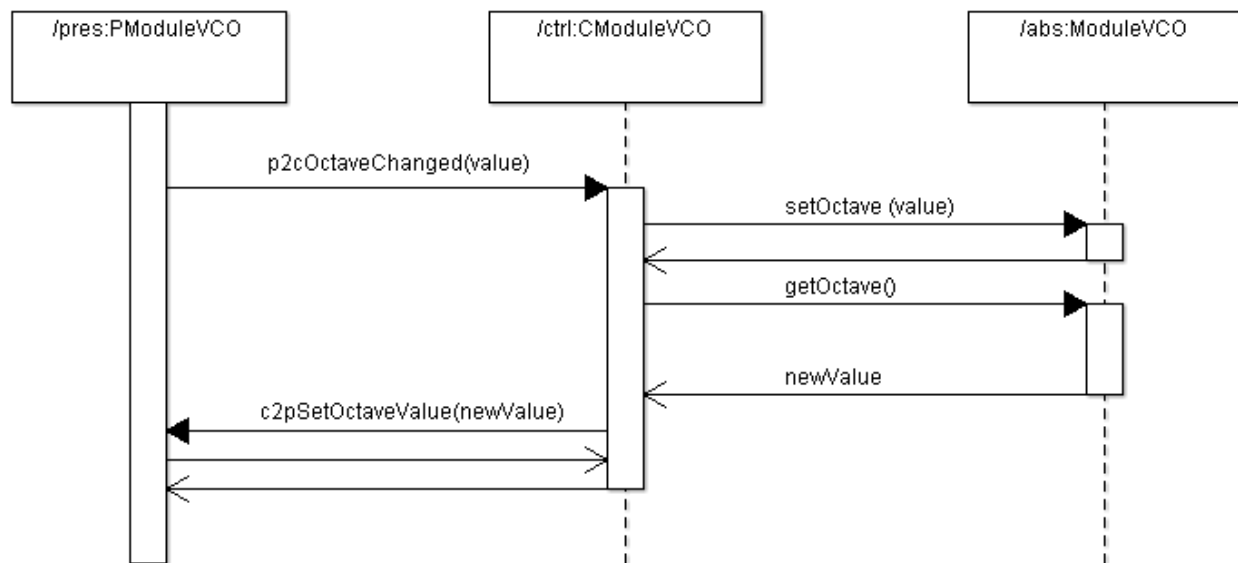 /pres:PModuleVCO
/ctrl:CModuleVCO
/abs:ModuleVCO
p2cOctaveChanged(value)
setOctave (value)
getOctave()
newValue
c2pSetOctaveValue(newValue)